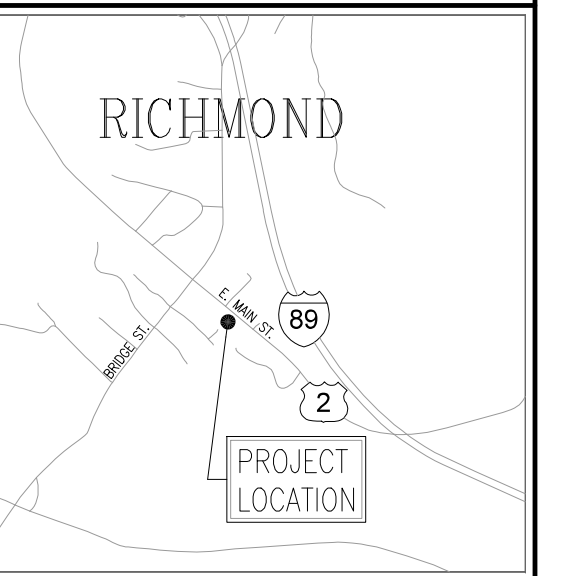 RICHMOND
E. MAIN ST.
89
BRIDGE ST.
2
PROJECT
LOCATION